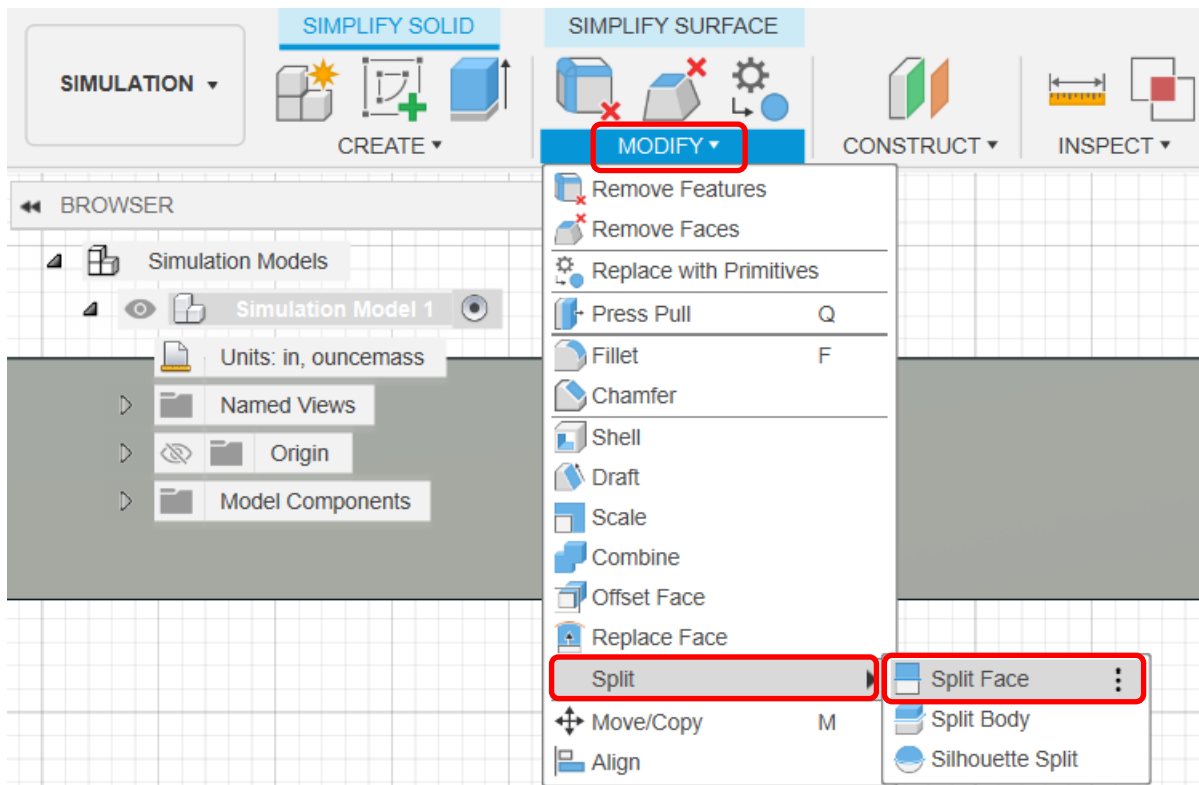 SIMPLIFY SOLID
SIMPLIFY SURFACE
SIMULATION
CREATE
MODIFY
CONSTRUCT
INSPECT
BROWSER
Simulation Models
Simulation Model 1
Units: in, ouncemass
Named Views
Origin
Model Components
Remove Features
Remove Faces
Replace with Primitives
Press Pull Q
Fillet F
Chamfer
Shell
Draft
Scale
Combine
Offset Face
Replace Face
Split
Move/Copy M
Align
Split Face
Split Body
Silhouette Split